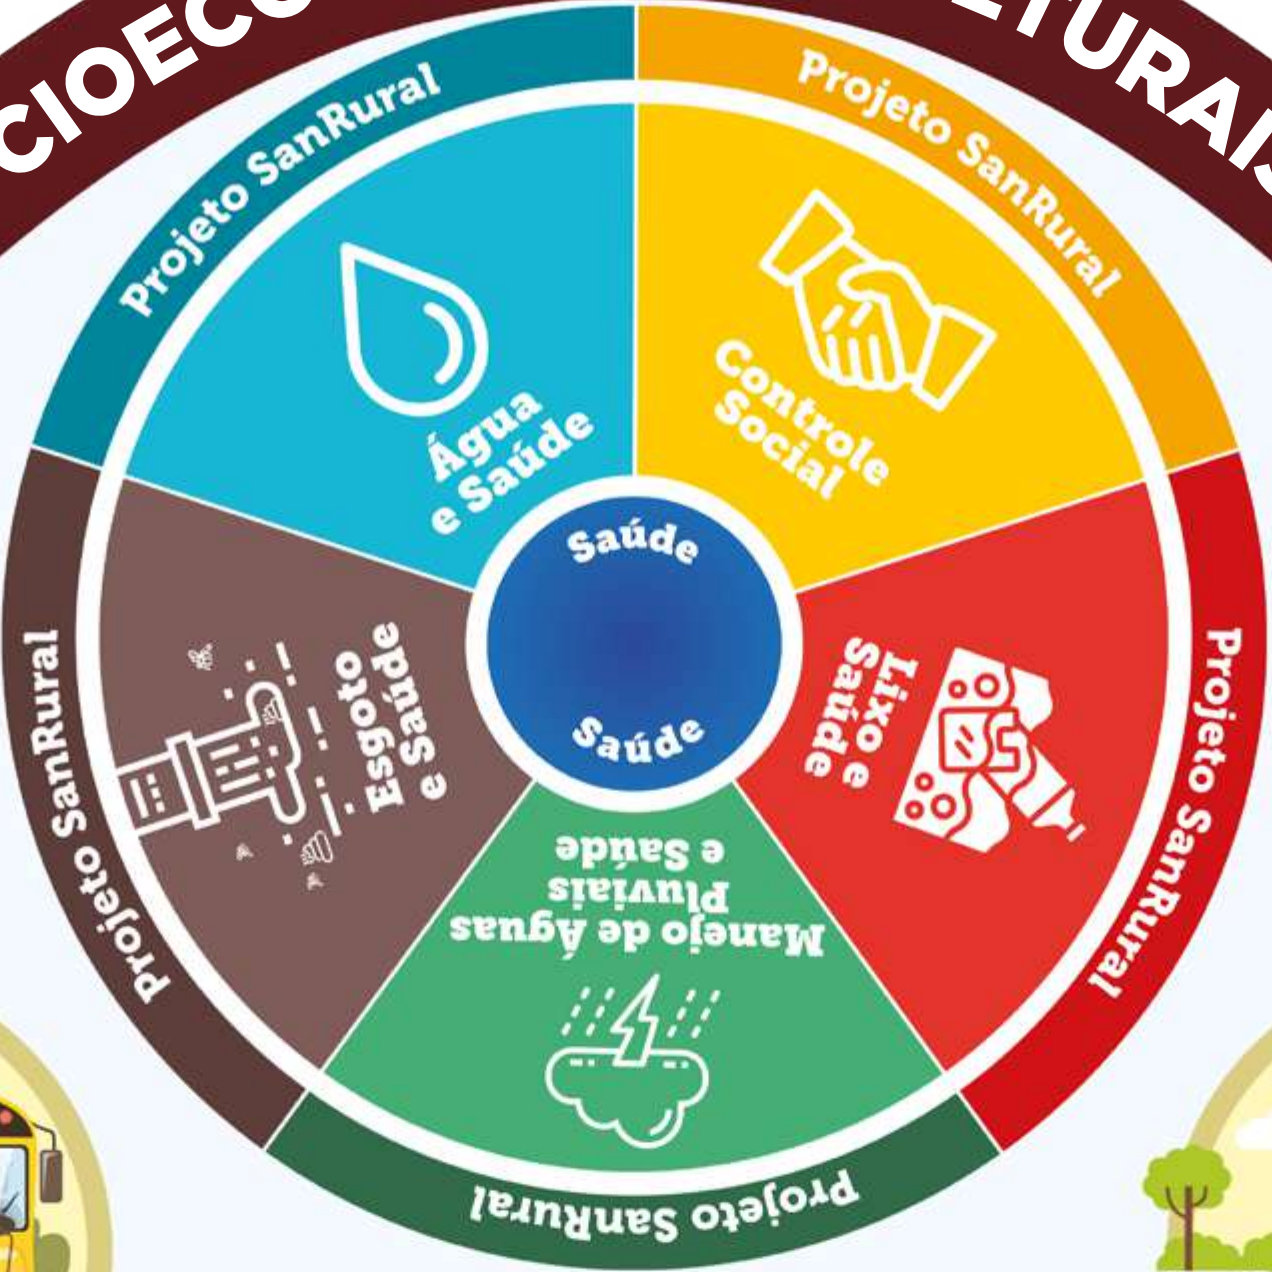 CIOECO
LTURAIS
Projeto SanRural
Projeto SanRural
Água
e Saúde
Controle
Social
Saúde
Saúde
Esgoto
e Saúde
Lixo e
Saúde
Manejo de Águas
Pluviais
e Saúde
Projeto SanRural
Projeto SanRural
Projeto SanRural